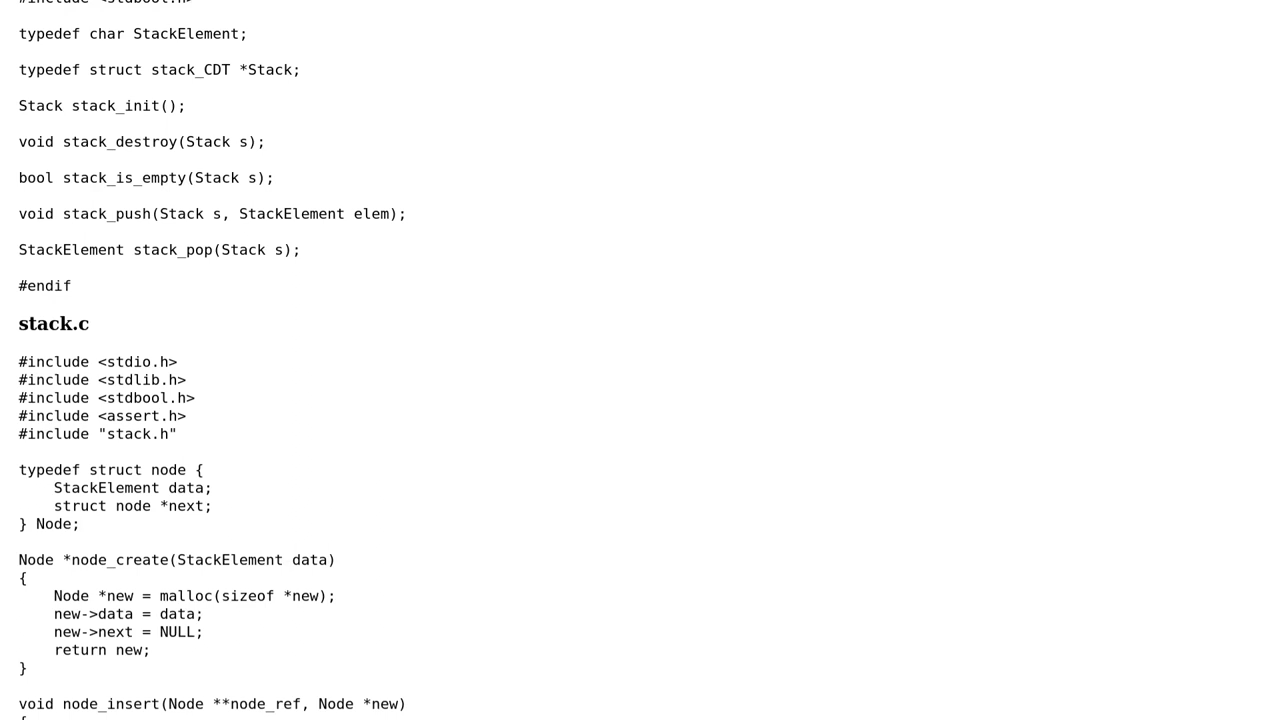 #include <stdbool.h>
typedef char StackElement;
typedef struct stack_CDT *Stack;
Stack stack_init();
void stack_destroy(Stack s);
bool stack_is_empty(Stack s);
void stack_push(Stack s, StackElement elem);
StackElement stack_pop(Stack s);
#endif
stack.c
#include <stdio.h>
#include <stdlib.h>
#include <stdbool.h>
#include <assert.h>
#include "stack.h"
typedef struct node {
    StackElement data;
    struct node *next;
} Node;
Node *node_create(StackElement data)
{
    Node *new = malloc(sizeof *new);
    new->data = data;
    new->next = NULL;
    return new;
}
void node_insert(Node **node_ref, Node *new)
{